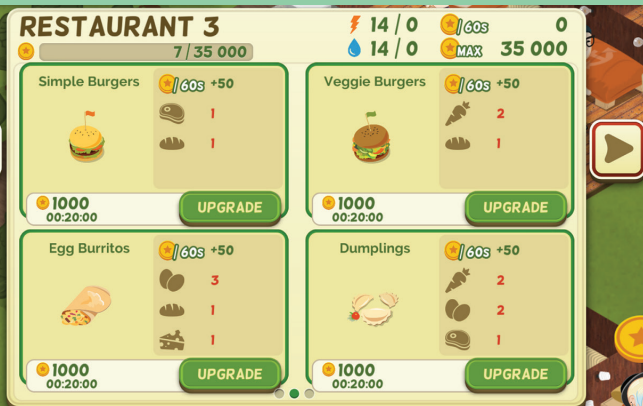 RESTAURANT 3
14 / 0
/60s 0
7/35 000
14 / 0
MAX 35 000
Simple Burgers
/60s +50
1
1
1000
00:20:00
UPGRADE
Veggie Burgers
/60s +50
2
1
1000
00:20:00
UPGRADE
Egg Burritos
/60s +50
3
1
1
1000
00:20:00
UPGRADE
Dumplings
/60s +50
2
2
1
1000
00:20:00
UPGRADE